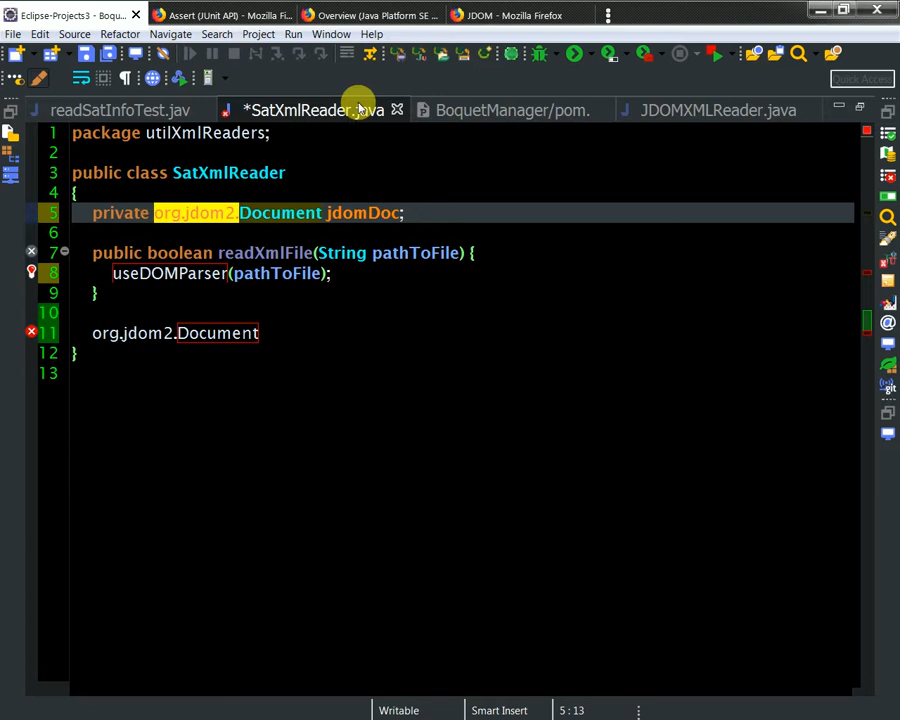 Eclipse-Projects3 - Boqu...
Assert (JUnit API) - Mozilla Fi...
Overview (Java Platform SE ...
JDOM - Mozilla Firefox
File Edit Source Refactor Navigate Search Project Run Window Help
Quick Access
readSatInfoTest.jav
*SatXmlReader.java
BoquetManager/pom.
JDOMXMLReader.java
1 package utilXmlReaders;
2
3 public class SatXmlReader
4 {
5 private org.jdom2.Document jdomDoc;
6
7 public boolean readXmlFile(String pathToFile) {
8 useDOMParser(pathToFile);
9 }
10
11 org.jdom2.Document
12 }
13
git
Writable
Smart Insert
5 : 13